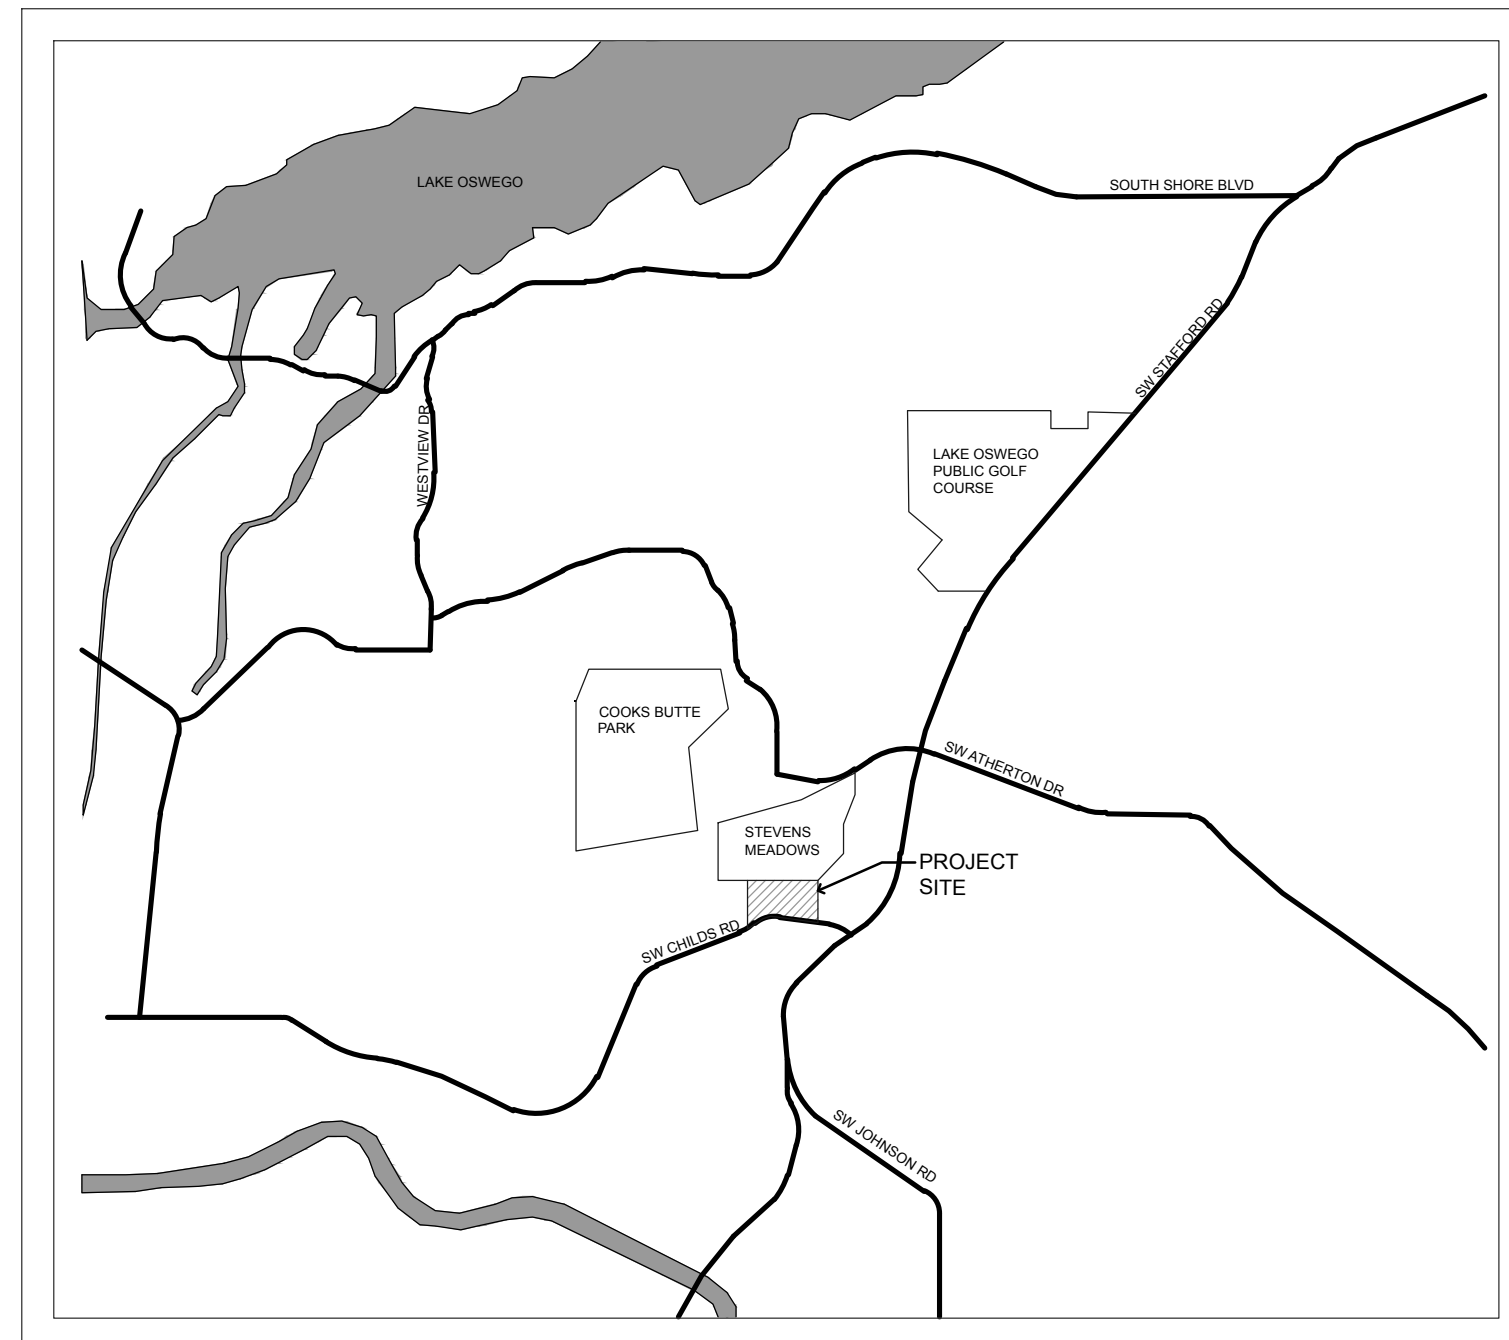 LAKE OSWEGO
SOUTH SHORE BLVD
SW STAFFORD RD
WESTVIEW DR
LAKE OSWEGO
PUBLIC GOLF
COURSE
COOKS BUTTE
PARK
SW ATHERTON DR
STEVENS
MEADOWS
PROJECT
SITE
SW CHILDS RD
SW JOHNSON RD